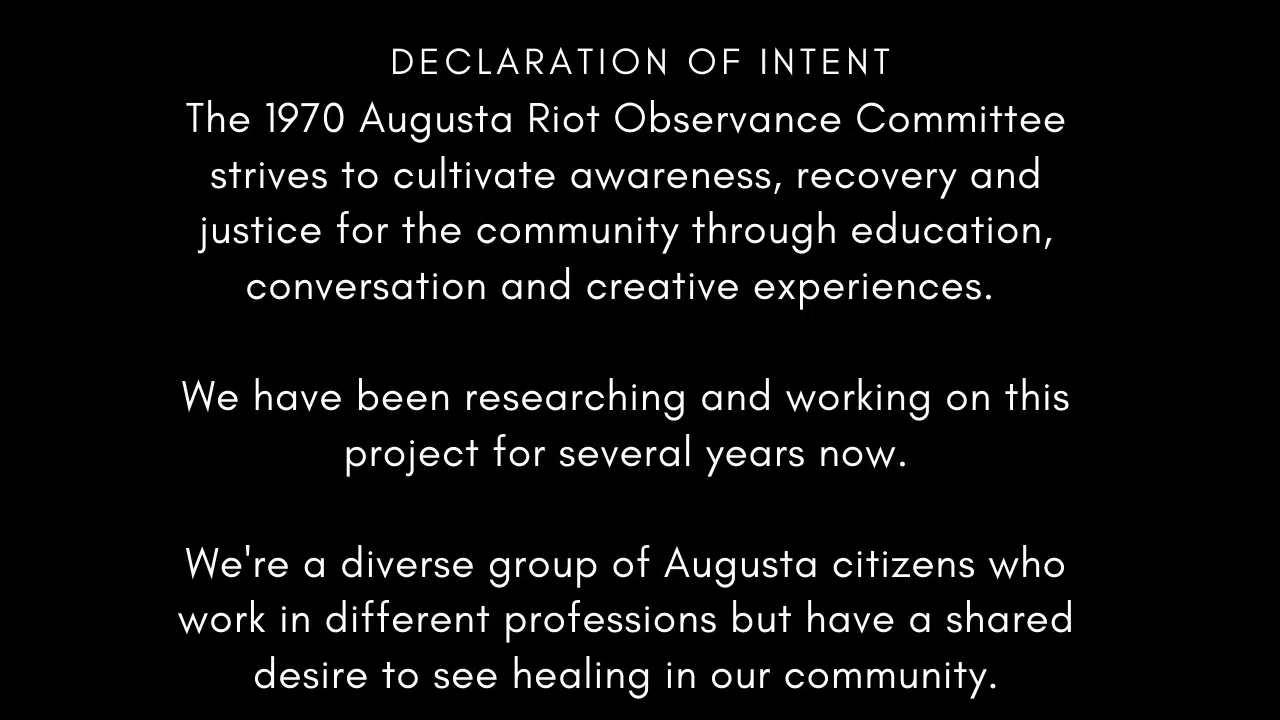 DECLARATION OF INTENT
The 1970 Augusta Riot Observance Committee
strives to cultivate awareness, recovery and
justice for the community through education,
conversation and creative experiences.
We have been researching and working on this
project for several years now.
We're a diverse group of Augusta citizens who
work in different professions but have a shared
desire to see healing in our community.